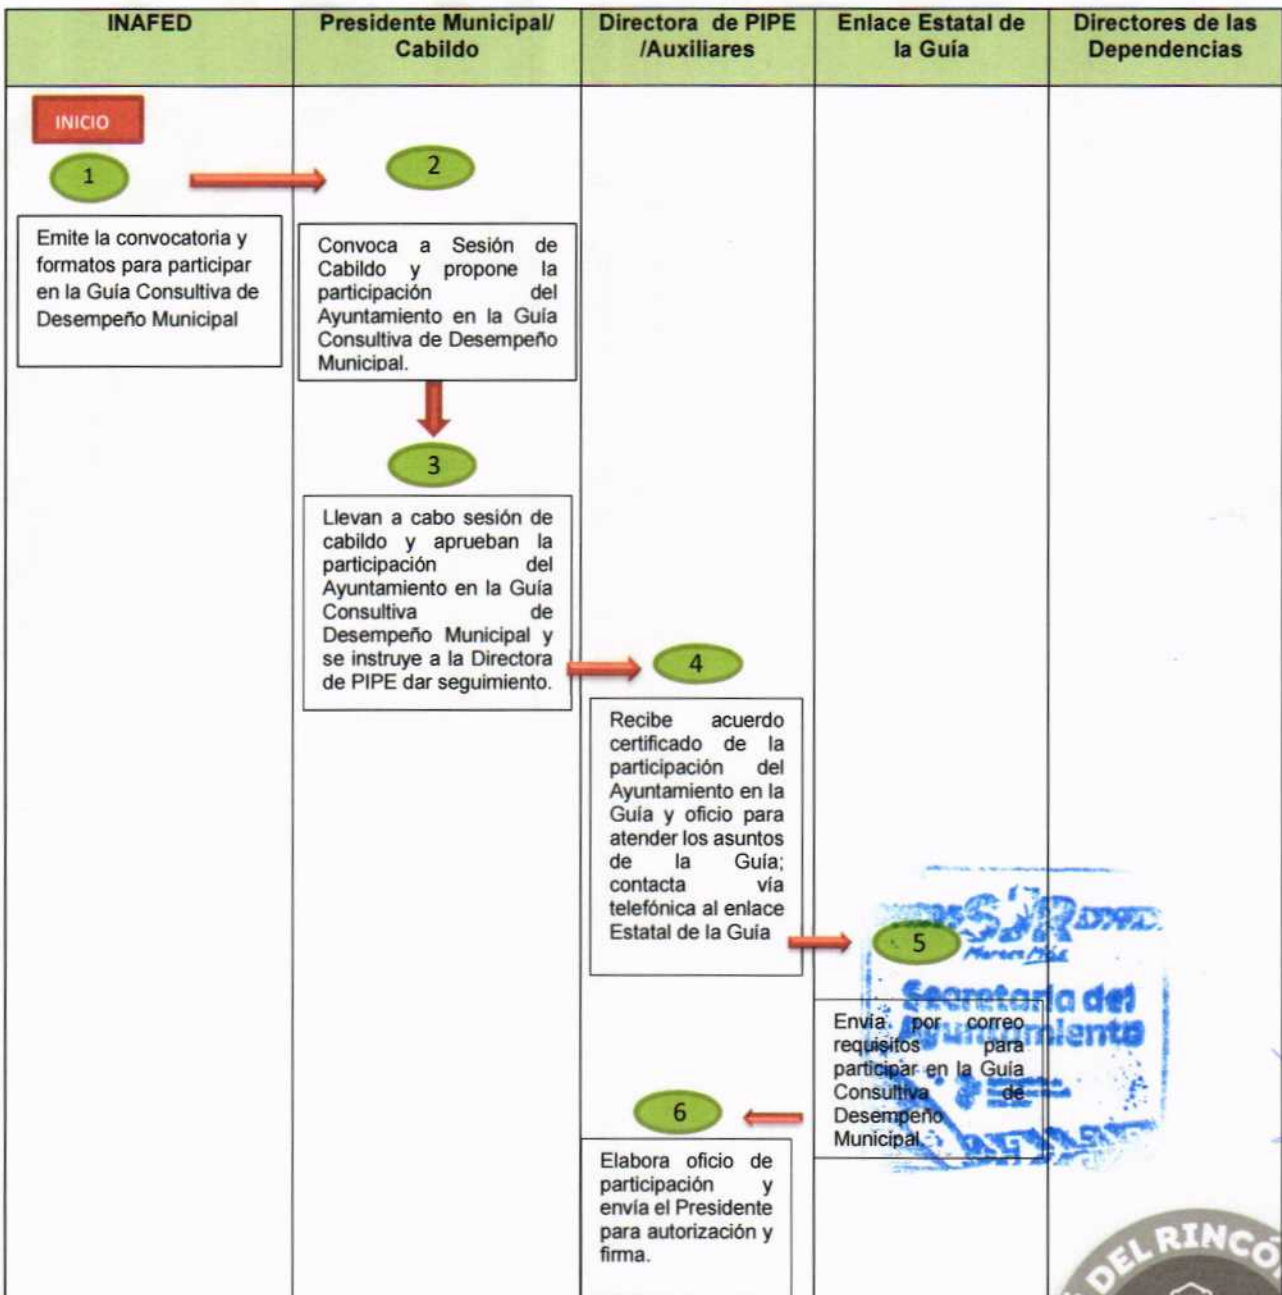 INAFED
Presidente Municipal/
Cabildo
Directora de PIPE
/Auxiliares
Enlace Estatal de
la Guía
Directores de las
Dependencias
INICIO
1
Emite la convocatoria y
formatos para participar
en la Guía Consultiva de
Desempeño Municipal
2
Convoca a Sesión de
Cabildo y propone la
participación del
Ayuntamiento en la Guía
Consultiva de Desempeño
Municipal.
3
Llevan a cabo sesión de
cabildo y aprueban la
participación del
Ayuntamiento en la Guía
Consultiva de
Desempeño Municipal y
se instruye a la Directora
de PIPE dar seguimiento.
4
Recibe acuerdo
certificado de la
participación del
Ayuntamiento en la
Guía y oficio para
atender los asuntos
de la Guía;
contacta vía
telefónica al enlace
Estatal de la Guía
5
Envía por correo
requisitos para
participar en la Guía
Consultiva de
Desempeño
Municipal.
Secretaría del
Ayuntamiento
6
Elabora oficio de
participación y
envía el Presidente
para autorización y
firma.
DEL RINCÓ